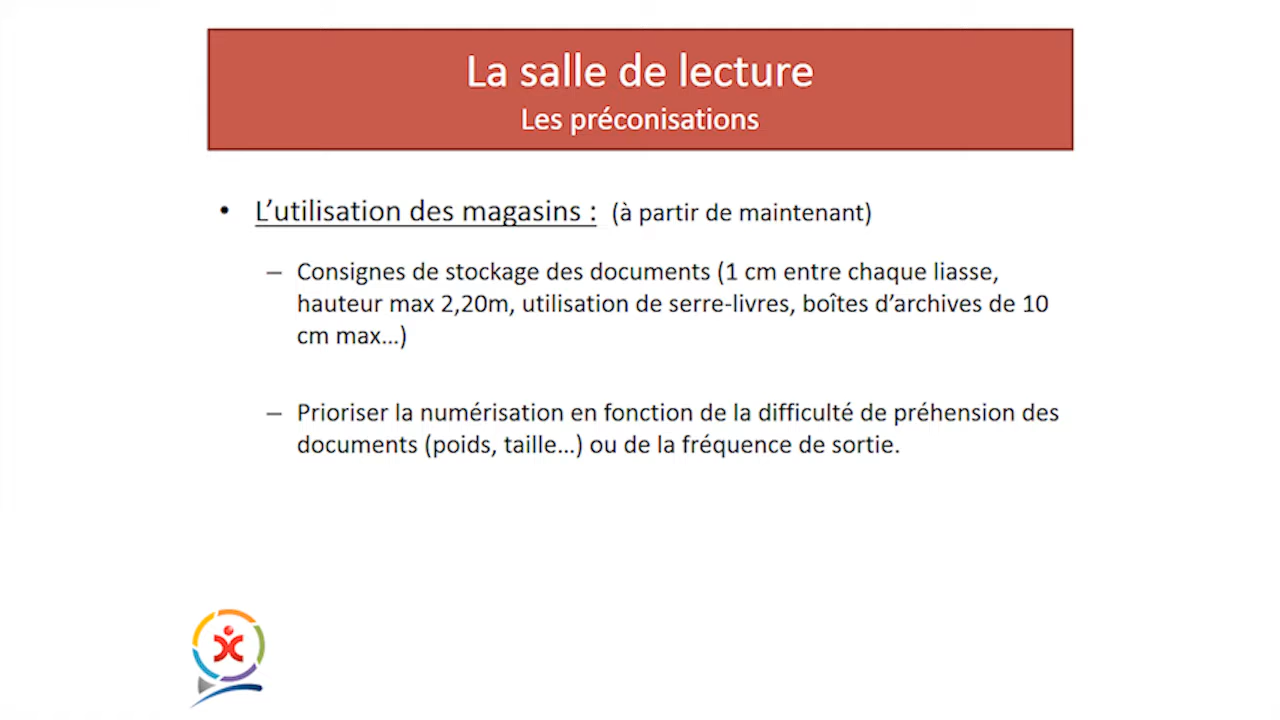 La salle de lecture
Les préconisations
• L’utilisation des magasins : (à partir de maintenant)
– Consignes de stockage des documents (1 cm entre chaque liasse,
hauteur max 2,20m, utilisation de serre-livres, boîtes d’archives de 10
cm max…)
– Prioriser la numérisation en fonction de la difficulté de préhension des
documents (poids, taille…) ou de la fréquence de sortie.